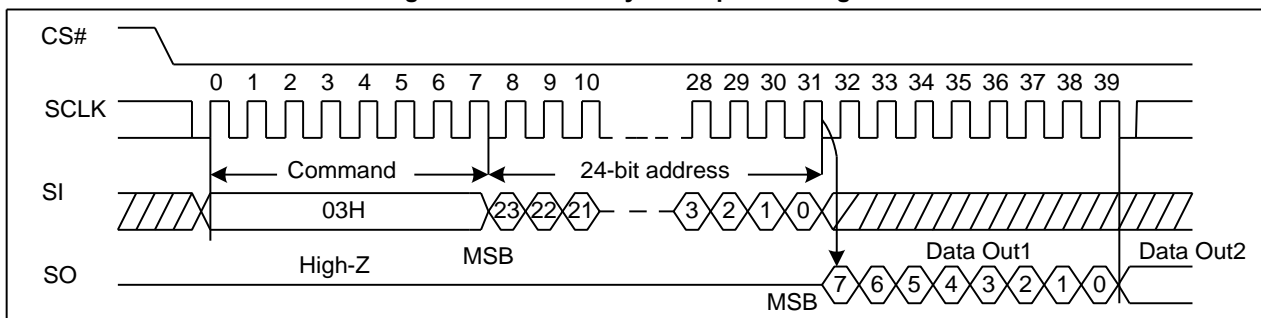 CS#
0 1 2 3 4 5 6 7 8 9 10 28 29 30 31 32 33 34 35 36 37 38 39
SCLK
Command 24-bit address
SI
03H 23 22 21 3 2 1 0
High-Z MSB Data Out1 Data Out2
SO
MSB 7 6 5 4 3 2 1 0